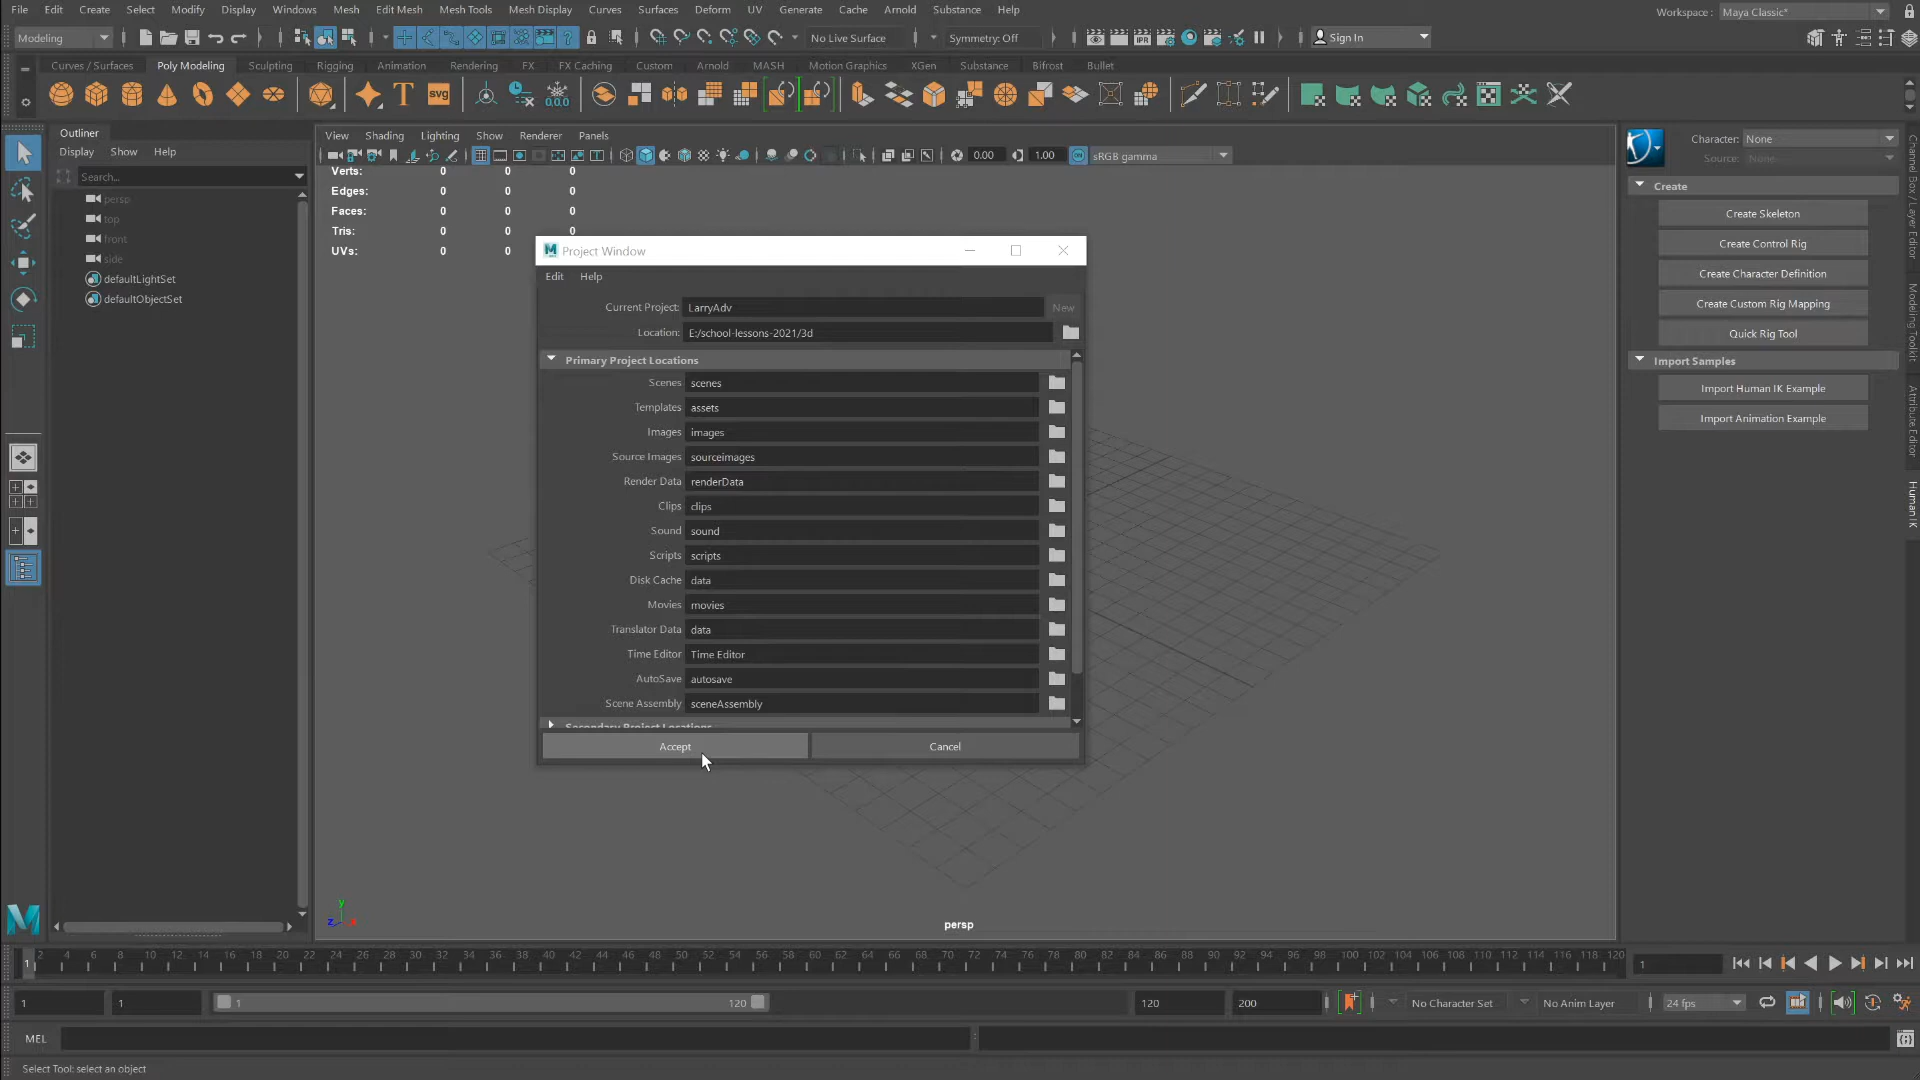 File Edit Create Select Modify Display Windows Mesh Edit Mesh Mesh Tools Mesh Display Curves Surfaces Deform UV Generate Cache Arnold Substance Help
Workspace : Maya Classic*
Modeling No Live Surface Symmetry: Off Sign In
Curves / Surfaces Poly Modeling Sculpting Rigging Animation Rendering FX FX Caching Custom Arnold MASH Motion Graphics XGen Substance Bifrost Bullet
Outliner
Display Show Help
Search...
persp
top
front
side
defaultLightSet
defaultObjectSet
View Shading Lighting Show Renderer Panels
0.00 1.00 sRGB gamma
Verts: 0 0 0
Edges: 0 0 0
Faces: 0 0 0
Tris: 0 0 0
UVs: 0 0 0
Project Window
Edit Help
Current Project: LarryAdv New
Location: E:/school-lessons-2021/3d
Primary Project Locations
Scenes scenes
Templates assets
Images images
Source Images sourceimages
Render Data renderData
Clips clips
Sound sound
Scripts scripts
Disk Cache data
Movies movies
Translator Data data
Time Editor Time Editor
AutoSave autosave
Scene Assembly sceneAssembly
Secondary Project Locations
Accept Cancel
persp
y
z x
Character: None
Source: None
Create
Create Skeleton
Create Control Rig
Create Character Definition
Create Custom Rig Mapping
Quick Rig Tool
Import Samples
Import Human IK Example
Import Animation Example
Channel Box / Layer Editor
Modeling Toolkit
Attribute Editor
Human IK
1 2 4 6 8 10 12 14 16 18 20 22 24 26 28 30 32 34 36 38 40 42 44 46 48 50 52 54 56 58 60 62 64 66 68 70 72 74 76 78 80 82 84 86 88 90 92 94 96 98 100 102 104 106 108 110 112 114 116 118 120
1
1 1 1 120 120 200 No Character Set No Anim Layer 24 fps
MEL
Select Tool: select an object